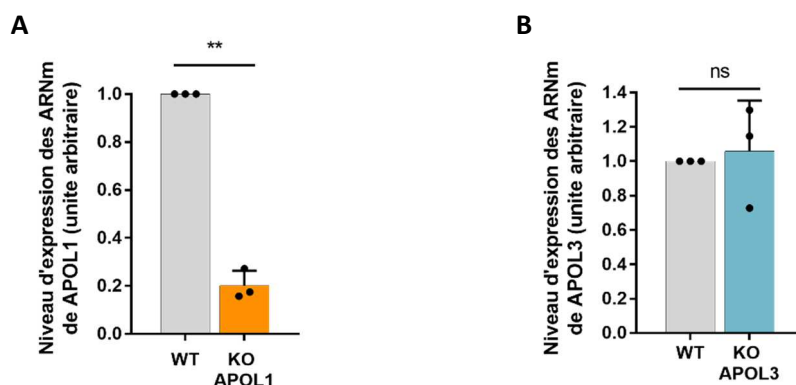 A
Niveau d'expression des ARNm
de APOL1 (unite arbitraire)
**
1.0
0.8
0.6
0.4
0.2
0.0
WT
KO
APOL1
B
Niveau d'expression des ARNm
de APOL3 (unite arbitraire)
ns
1.4
1.2
1.0
0.8
0.6
0.4
0.2
0.0
WT
KO
APOL3